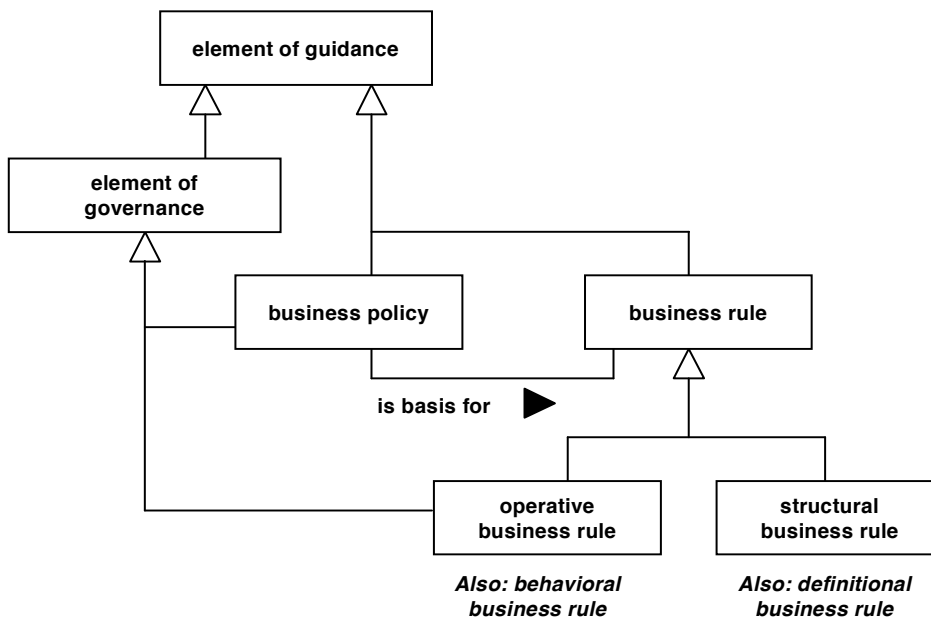 element of guidance
element of
governance
business policy
business rule
is basis for
operative
business rule
structural
business rule
Also: behavioral
business rule
Also: definitional
business rule